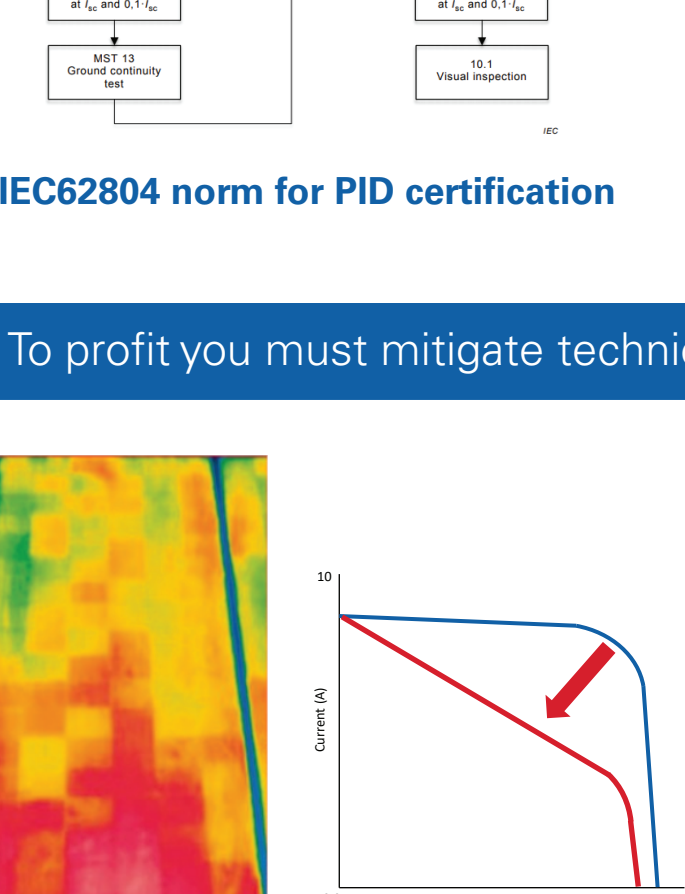 at Isc and 0,1·Isc
at Isc and 0,1·Isc
MST 13
Ground continuity
test
10.1
Visual inspection
IEC
IEC62804 norm for PID certification
To profit you must mitigate
10
Current (A)